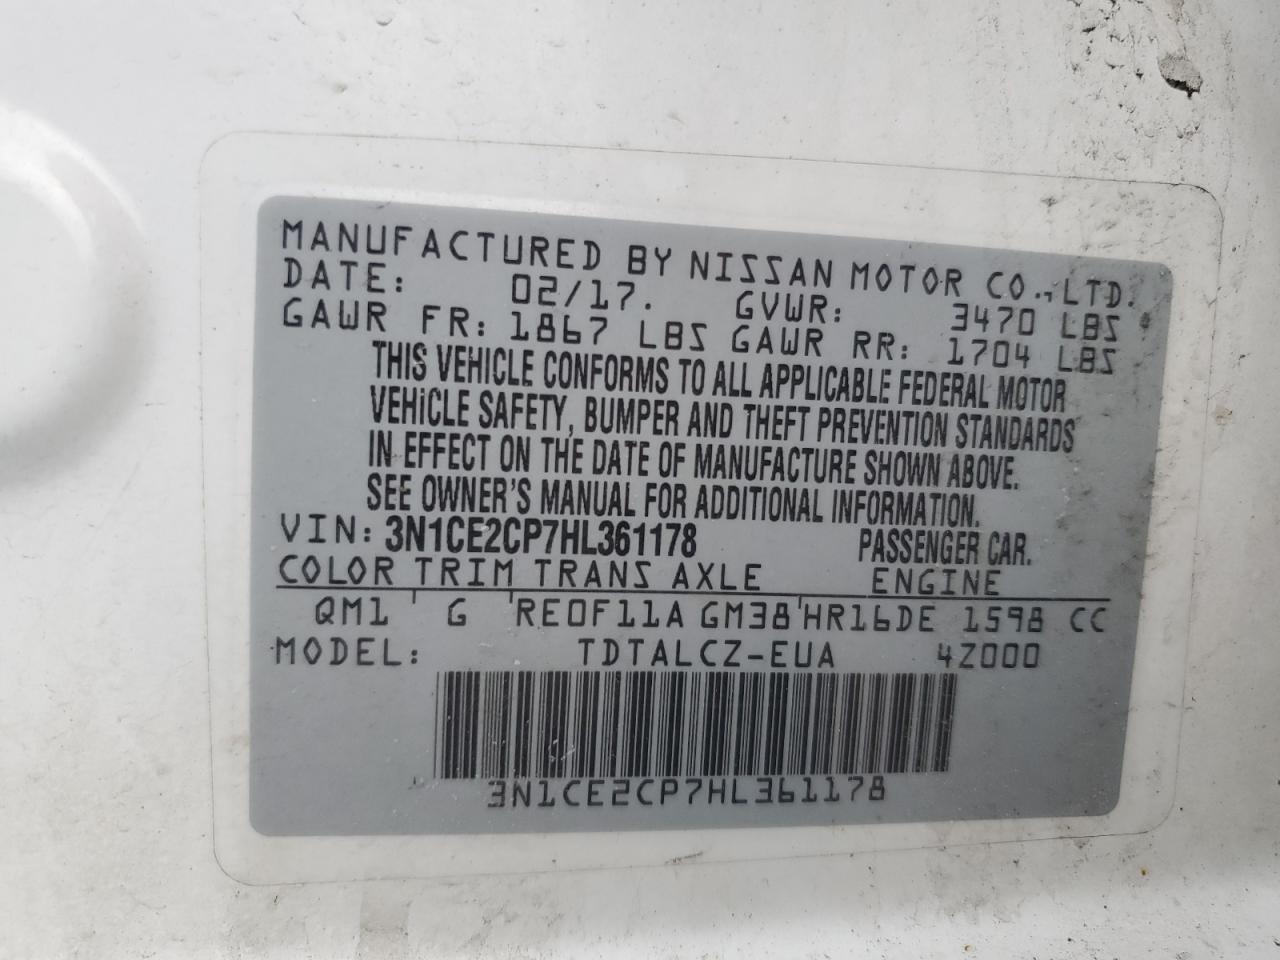 MANUFACTURED BY NISSAN MOTOR CO.,LTD.
DATE: 02/17. GVWR: 3470 LBS
GAWR FR: 1867 LBS GAWR RR: 1704 LBS
THIS VEHICLE CONFORMS TO ALL APPLICABLE FEDERAL MOTOR
VEHiCLE SAFETY, BUMPER AND THEFT PREVENTION STANDARDS
IN EFFECT ON THE DATE OF MANUFACTURE SHOWN ABOVE.
SEE OWNER'S MANUAL FOR ADDITIONAL INFORMATION.
VIN: 3N1CE2CP7HL361178 PASSENGER CAR.
COLOR TRIM TRANS AXLE ENGINE
QM1 G RE0F11A GM38 HR16DE 1598 CC
MODEL: TDTALCZ-EUA 4Z000
3N1CE2CP7HL361178